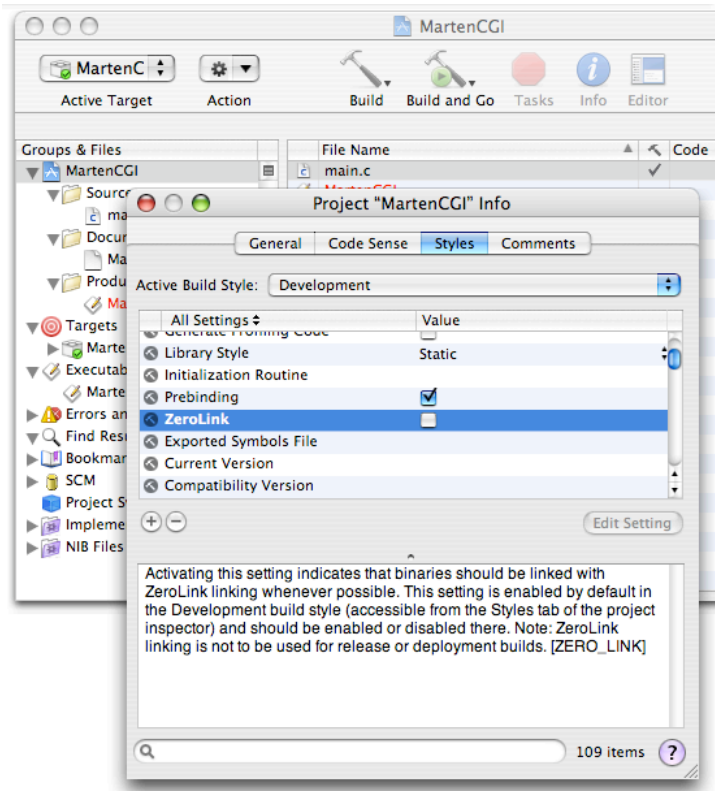 MartenCGI
MartenC
Active Target
Action
Build
Build and Go
Tasks
Info
Editor
Groups & Files
File Name
Code
MartenCGI
main.c
Project “MartenCGI” Info
General
Code Sense
Styles
Comments
Active Build Style:
Development
All Settings
Value
Generate Profiling Code
Library Style
Static
Initialization Routine
Prebinding
ZeroLink
Exported Symbols File
Current Version
Compatibility Version
Targets
Marte
Marte
Errors an
Bookmar
SCM
Project S
Impleme
NIB Files
Edit Setting
Activating this setting indicates that binaries should be linked with
ZeroLink linking whenever possible. This setting is enabled by default in
the Development build style (accessible from the Styles tab of the project
inspector) and should be enabled or disabled there. Note: ZeroLink
linking is not to be used for release or deployment builds. [ZERO_LINK]
109 items
?